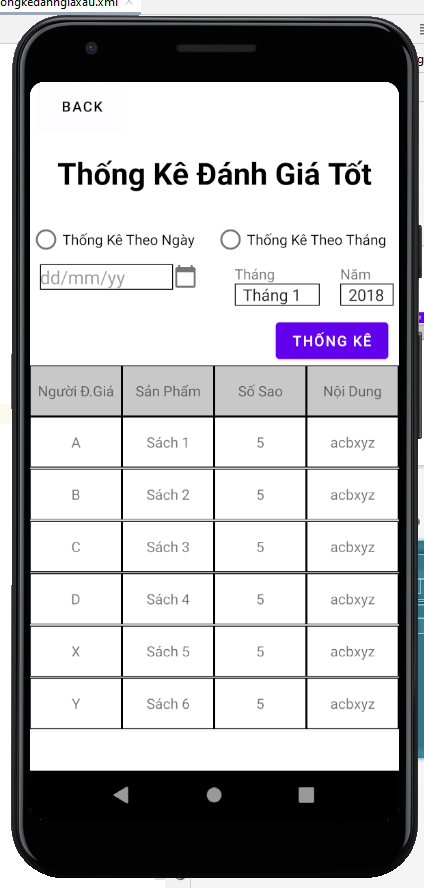 ongkedanhgiaxau.xml
BACK
Thống Kê Đánh Giá Tốt
Thống Kê Theo Ngày Thống Kê Theo Tháng
dd/mm/yy
Tháng Năm
Tháng 1 2018
THỐNG KÊ
Người Đ.Giá Sản Phẩm Số Sao Nội Dung
A Sách 1 5 acbxyz
B Sách 2 5 acbxyz
C Sách 3 5 acbxyz
D Sách 4 5 acbxyz
X Sách 5 5 acbxyz
Y Sách 6 5 acbxyz